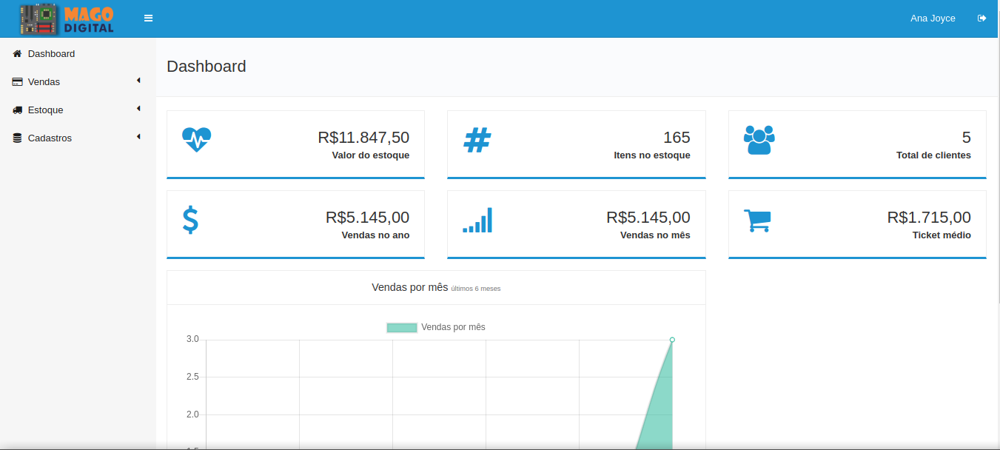 MAGO
DIGITAL
Ana Joyce
Dashboard
Vendas
Estoque
Cadastros
Dashboard
R$11.847,50
Valor do estoque
165
Itens no estoque
5
Total de clientes
R$5.145,00
Vendas no ano
R$5.145,00
Vendas no mês
R$1.715,00
Ticket médio
Vendas por mês últimos 6 meses
Vendas por mês
3.0
2.5
2.0
1.5